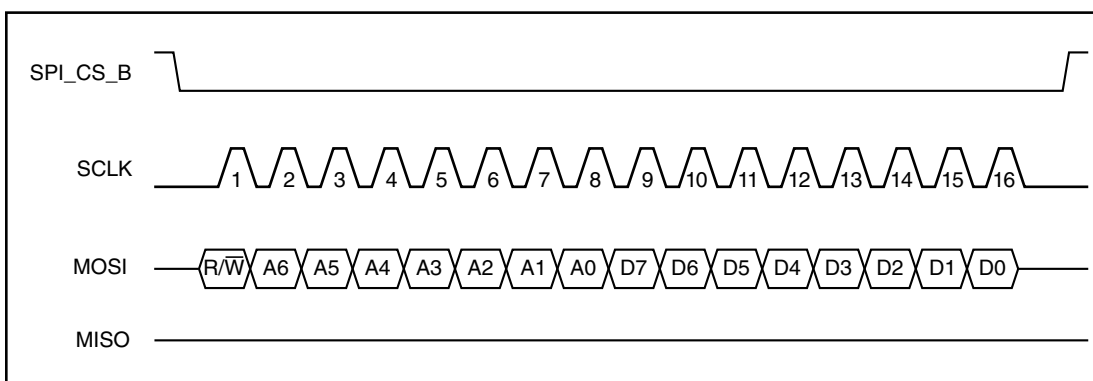 SPI_CS_B
SCLK 1 2 3 4 5 6 7 8 9 10 11 12 13 14 15 16
MOSI R/W̅ A6 A5 A4 A3 A2 A1 A0 D7 D6 D5 D4 D3 D2 D1 D0
MISO